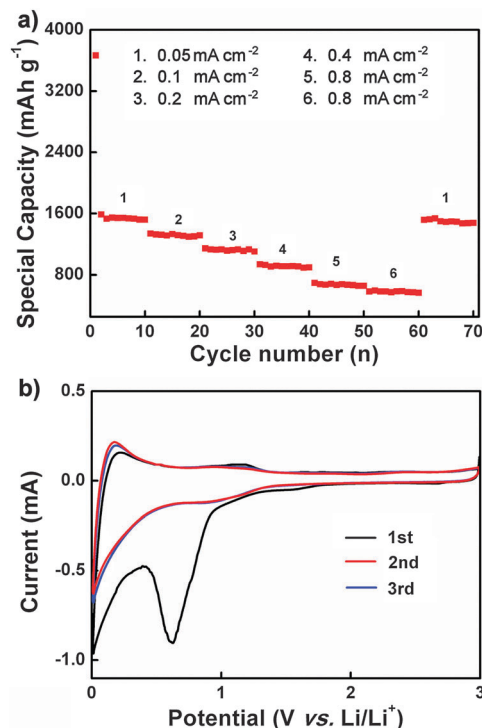 a)
4000
3200
2400
1600
800
Special Capacity (mAh g⁻¹)
1. 0.05 mA cm⁻² 4. 0.4 mA cm⁻²
2. 0.1 mA cm⁻² 5. 0.8 mA cm⁻²
3. 0.2 mA cm⁻² 6. 0.8 mA cm⁻²
1
2
3
4
5
6
1
0 10 20 30 40 50 60 70
Cycle number (n)
b)
0.5
0.0
-0.5
-1.0
Current (mA)
1st
2nd
3rd
0 1 2 3
Potential (V vs. Li/Li⁺)